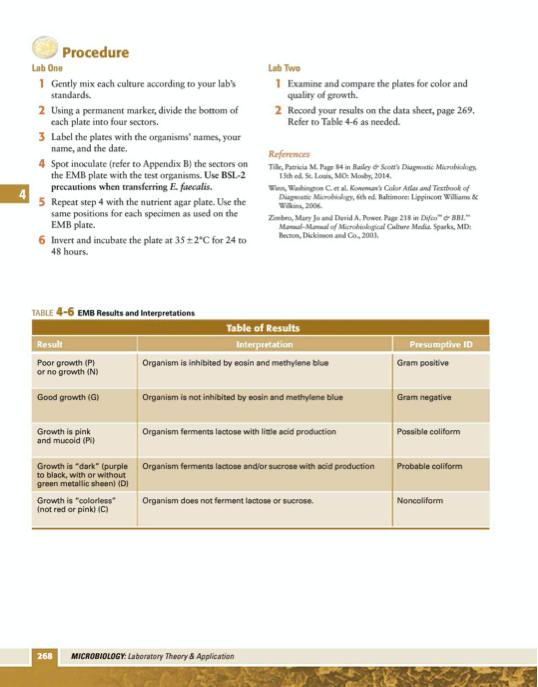 Procedure
Lab One
1 Gently mix each culture according to your lab's
standards.
2 Using a permanent marker, divide the bottom of
each plate into four sectors.
3 Label the plates with the organisms' names, your
name, and the date.
4 Spot inoculate (refer to Appendix B) the sectors on
the EMB plate with the test organisms. Use BSL-2
precautions when transferring E. faecalis.
5 Repeat step 4 with the nutrient agar plate. Use the
same positions for each specimen as used on the
EMB plate.
6 Invert and incubate the plate at 35 ± 2°C for 24 to
48 hours.
4
Lab Two
1 Examine and compare the plates for color and
quality of growth.
2 Record your results on the data sheet, page 269.
Refer to Table 4-6 as needed.
References
Tille, Patricia M. Page 84 in Bailey & Scott's Diagnostic Microbiology,
13th ed. St. Louis, MO: Mosby, 2014.
Winn, Washington C. et al. Koneman's Color Atlas and Textbook of
Diagnostic Microbiology, 6th ed. Baltimore: Lippincott Williams &
Wilkins, 2006.
Zimbro, Mary Jo and David A. Power. Page 218 in Difco™ & BBL™
Manual–Manual of Microbiological Culture Media. Sparks, MD:
Becton, Dickinson and Co., 2003.
TABLE 4-6 EMB Results and Interpretations
Table of Results
Result Interpretation Presumptive ID
Poor growth (P) Organism is inhibited by eosin and methylene blue Gram positive
or no growth (N)
Good growth (G) Organism is not inhibited by eosin and methylene blue Gram negative
Growth is pink Organism ferments lactose with little acid production Possible coliform
and mucoid (Pi)
Growth is "dark" (purple Organism ferments lactose and/or sucrose with acid production Probable coliform
to black, with or without
green metallic sheen) (D)
Growth is "colorless" Organism does not ferment lactose or sucrose. Noncoliform
(not red or pink) (C)
268 MICROBIOLOGY: Laboratory Theory & Application